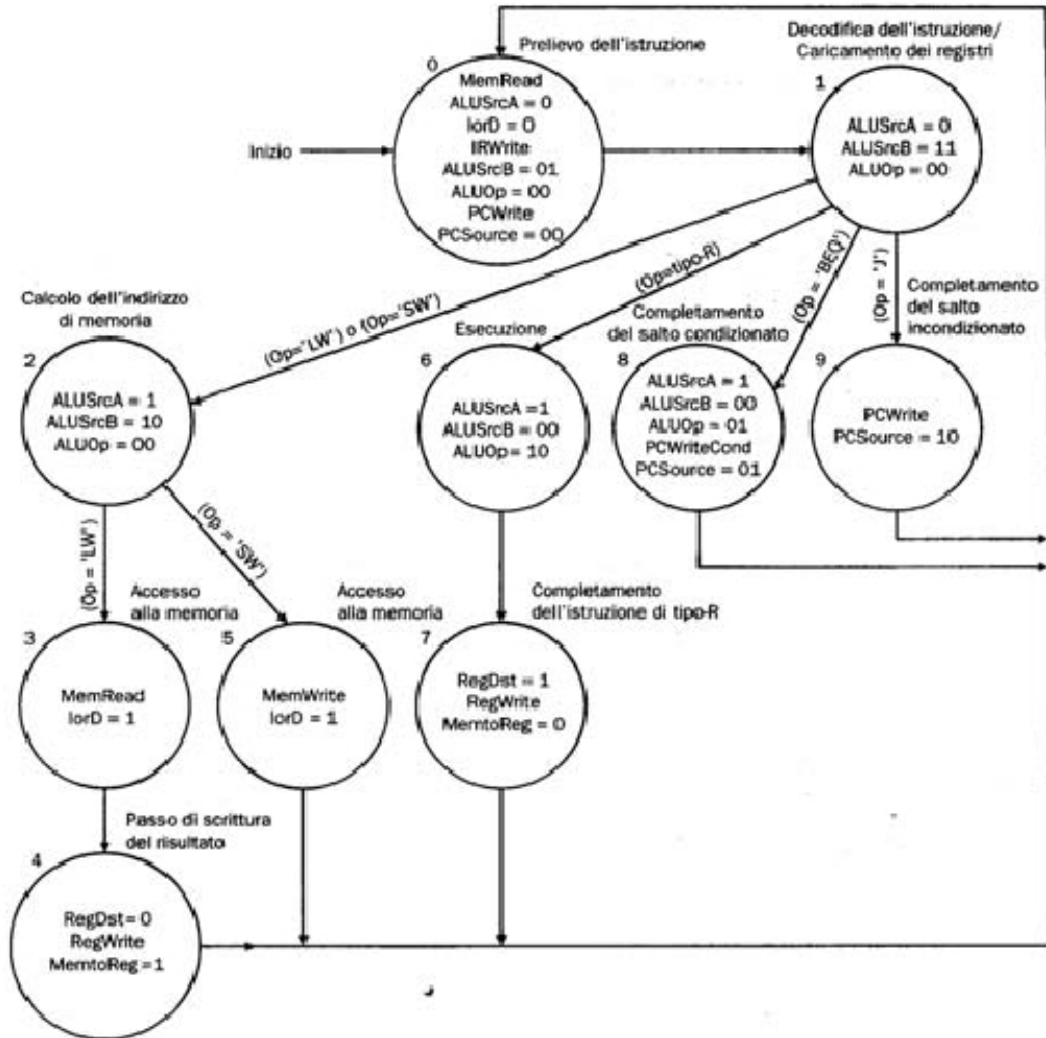 Prelievo dell'istruzione
Decodifica dell'istruzione/
Caricamento dei registri
0
MemRead
ALUSrcA = 0
IorD = 0
IRWrite
ALUSrcB = 01
ALUOp = 00
PCWrite
PCSource = 00
1
ALUSrcA = 0
ALUSrcB = 11
ALUOp = 00
Inizio
(Op='LW') o (Op='SW')
(Op=tipo-R)
(Op = 'BEQ')
(Op = 'J')
Calcolo dell'indirizzo
di memoria
2
ALUSrcA = 1
ALUSrcB = 10
ALUOp = 00
Esecuzione
6
ALUSrcA = 1
ALUSrcB = 00
ALUOp = 10
Completamento
del salto condizionato
8
ALUSrcA = 1
ALUSrcB = 00
ALUOp = 01
PCWriteCond
PCSource = 01
Completamento
del salto
incondizionato
9
PCWrite
PCSource = 10
(Op = 'LW')
(Op = 'SW')
Accesso
alla memoria
3
MemRead
IorD = 1
Accesso
alla memoria
5
MemWrite
IorD = 1
Completamento
dell'istruzione di tipo-R
7
RegDst = 1
RegWrite
MemtoReg = 0
Passo di scrittura
del risultato
4
RegDst = 0
RegWrite
MemtoReg = 1